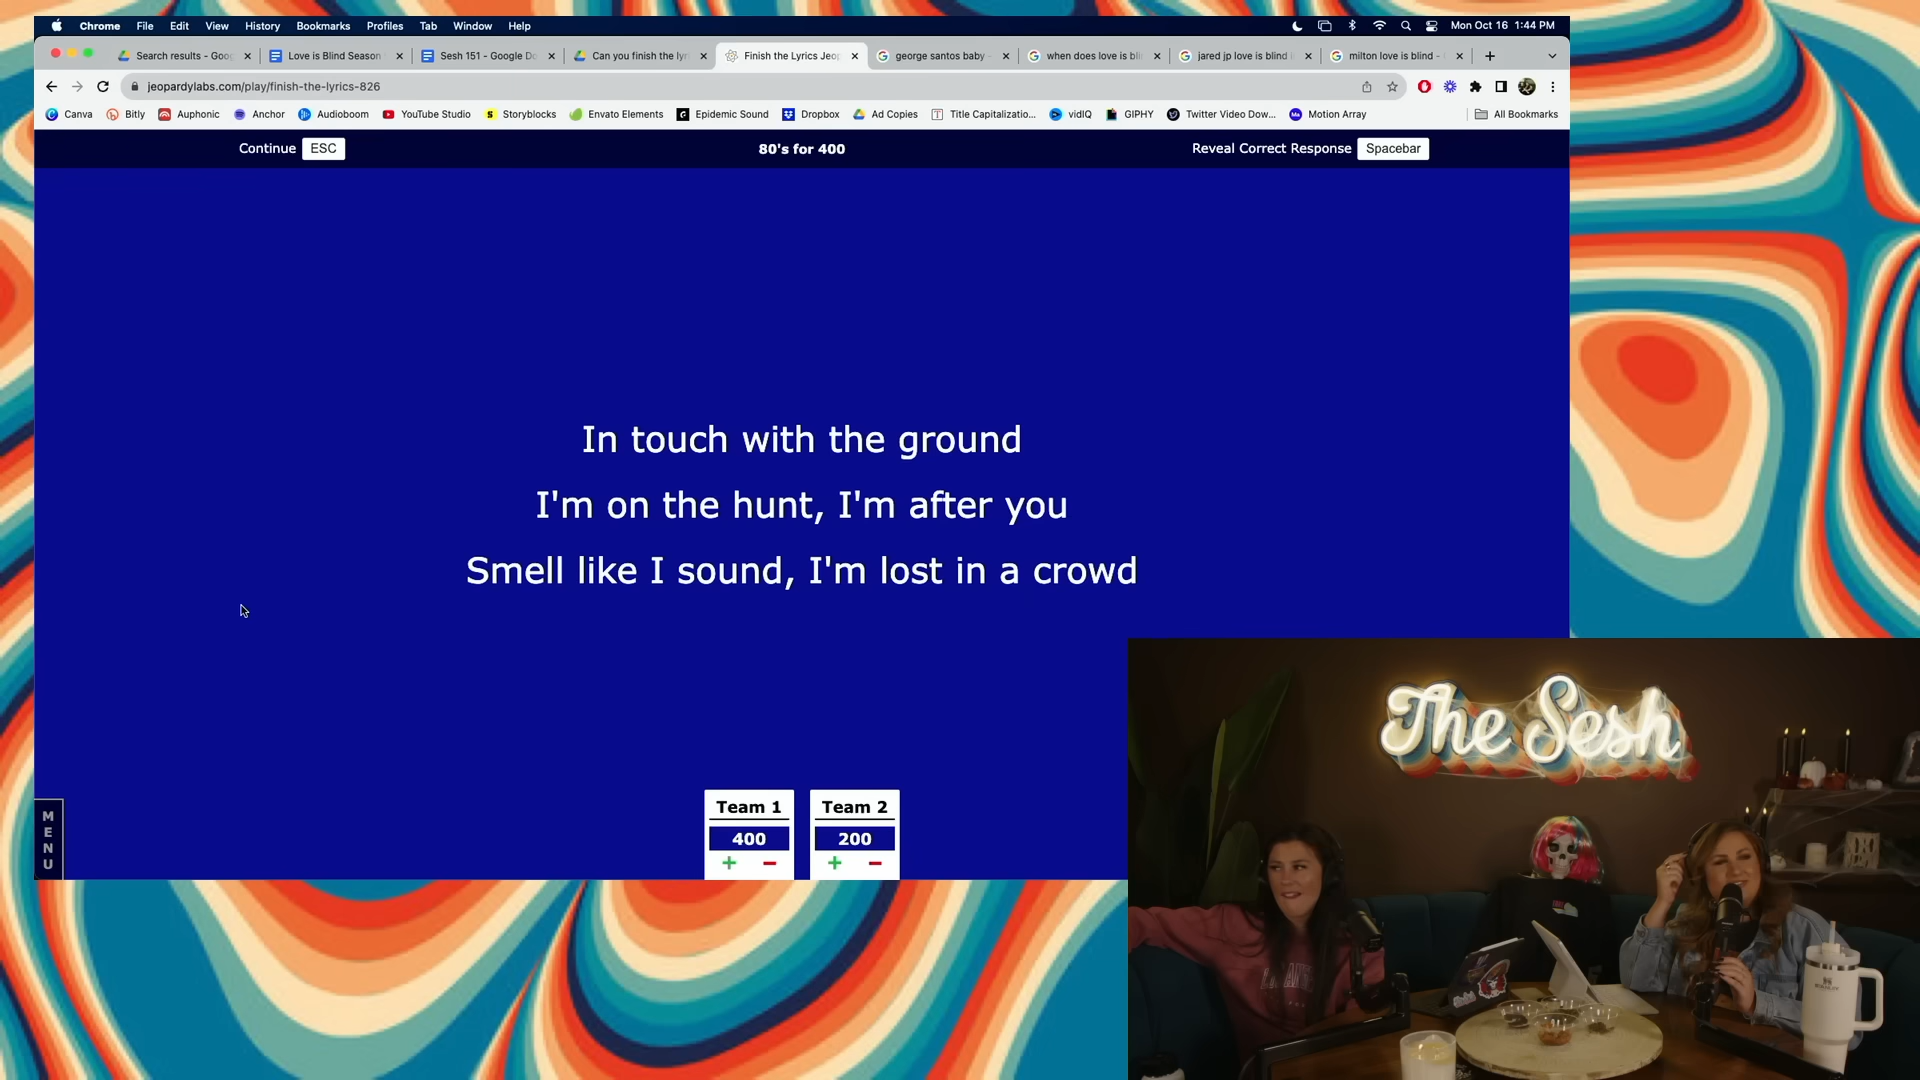 Chrome File Edit View History Bookmarks Profiles Tab Window Help Mon Oct 16 1:44 PM
Search results - Goo Love is Blind Season Sesh 151 - Google Do Can you finish the lyr Finish the Lyrics Jeop george santos baby - when does love is bli jared jp love is blind milton love is blind -
jeopardylabs.com/play/finish-the-lyrics-826
Canva Bitly Auphonic Anchor Audioboom YouTube Studio Storyblocks Envato Elements Epidemic Sound Dropbox Ad Copies Title Capitalizatio... vidIQ GIPHY Twitter Video Dow... Motion Array All Bookmarks
Continue ESC 80's for 400 Reveal Correct Response Spacebar
In touch with the ground
I'm on the hunt, I'm after you
Smell like I sound, I'm lost in a crowd
The Sesh
MENU
Team 1 Team 2
400 200
+ − + −